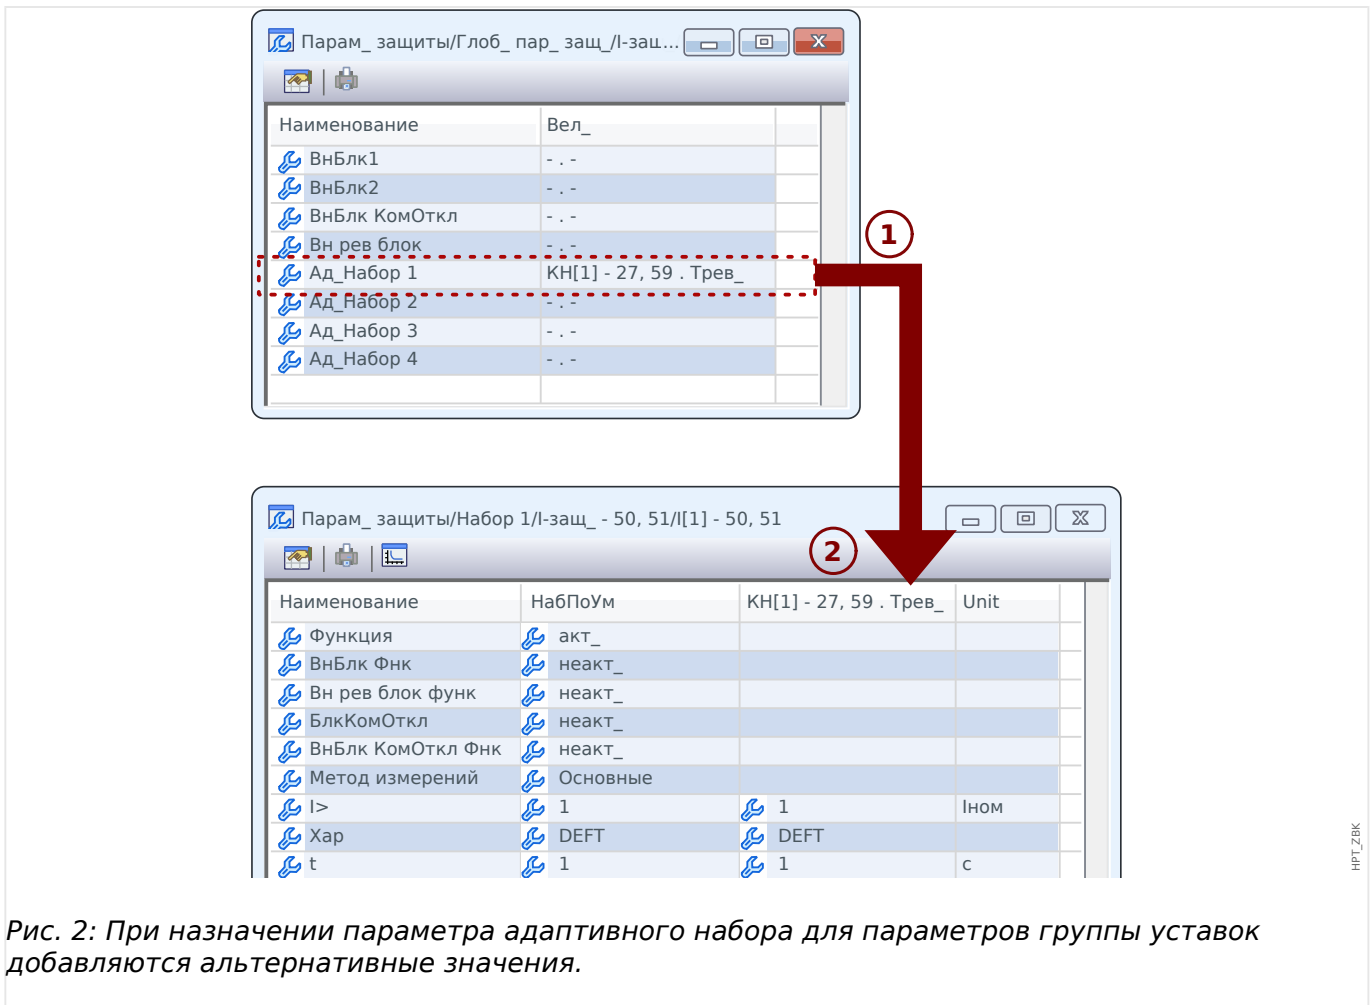 Парам_ защиты/Глоб_ пар_ защ_/I-защ...
Наименование Вел_
ВнБлк1 - . -
ВнБлк2 - . -
ВнБлк КомОткл - . -
Вн рев блок - . -
Ад_Набор 1 КН[1] - 27, 59 . Трев_
Ад_Набор 2 - . -
Ад_Набор 3 - . -
Ад_Набор 4 - . -
1
Парам_ защиты/Набор 1/I-защ_ - 50, 51/I[1] - 50, 51
2
Наименование НабПоУм КН[1] - 27, 59 . Трев_ Unit
Функция акт_
ВнБлк Фнк неакт_
Вн рев блок функ неакт_
БлкКомОткл неакт_
ВнБлк КомОткл Фнк неакт_
Метод измерений Основные
I> 1 1 Iном
Хар DEFT DEFT
t 1 1 с
HPT_ZBK
Рис. 2: При назначении параметра адаптивного набора для параметров группы уставок
добавляются альтернативные значения.